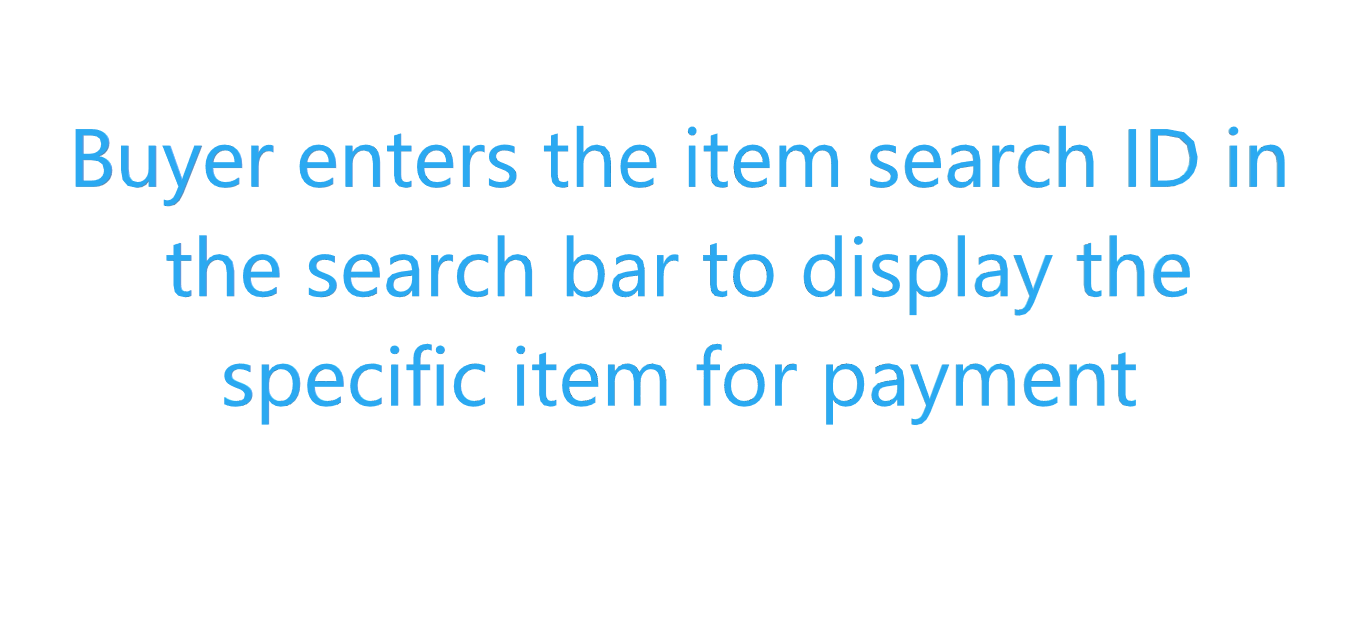 Buyer enters the item search ID in
the search bar to display the
specific item for payment